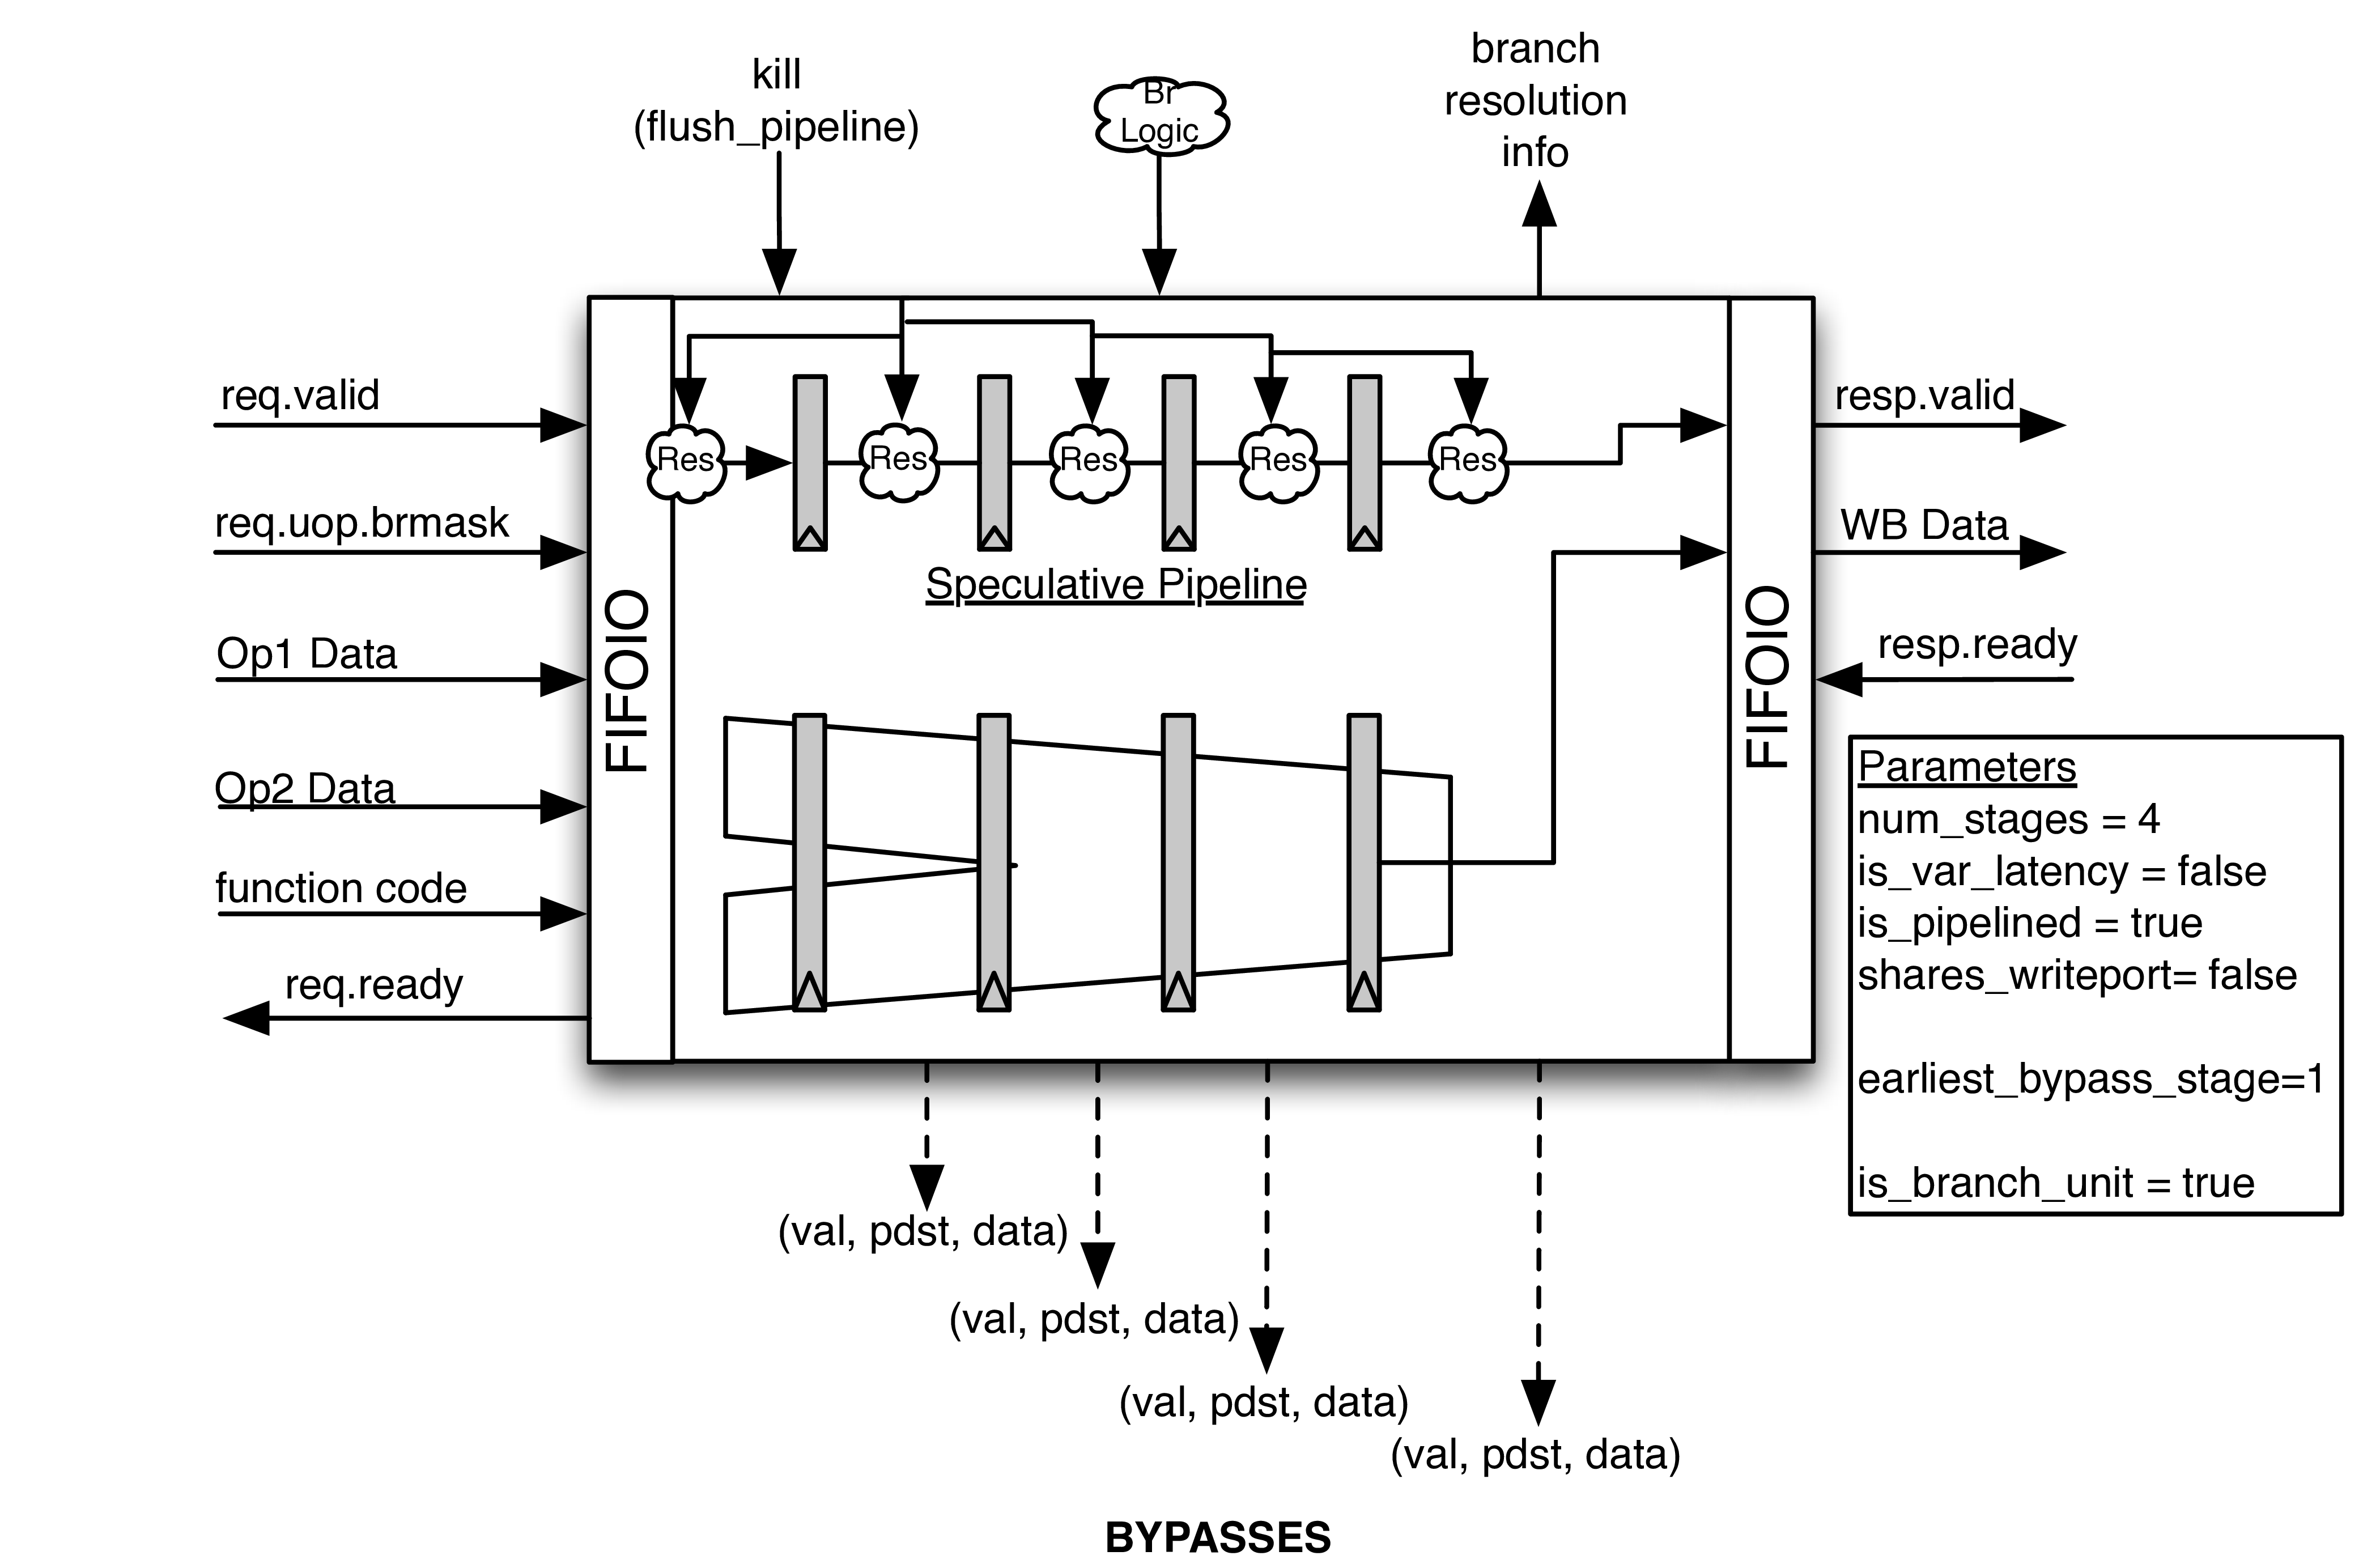 kill
(flush_pipeline)
Br
Logic
branch
resolution
info
req.valid
req.uop.brmask
Op1 Data
Op2 Data
function code
req.ready
FIFOIO
Res
Res
Res
Res
Res
Speculative Pipeline
FIFOIO
resp.valid
WB Data
resp.ready
Parameters
num_stages = 4
is_var_latency = false
is_pipelined = true
shares_writeport= false
earliest_bypass_stage=1
is_branch_unit = true
(val, pdst, data)
(val, pdst, data)
(val, pdst, data)
(val, pdst, data)
BYPASSES